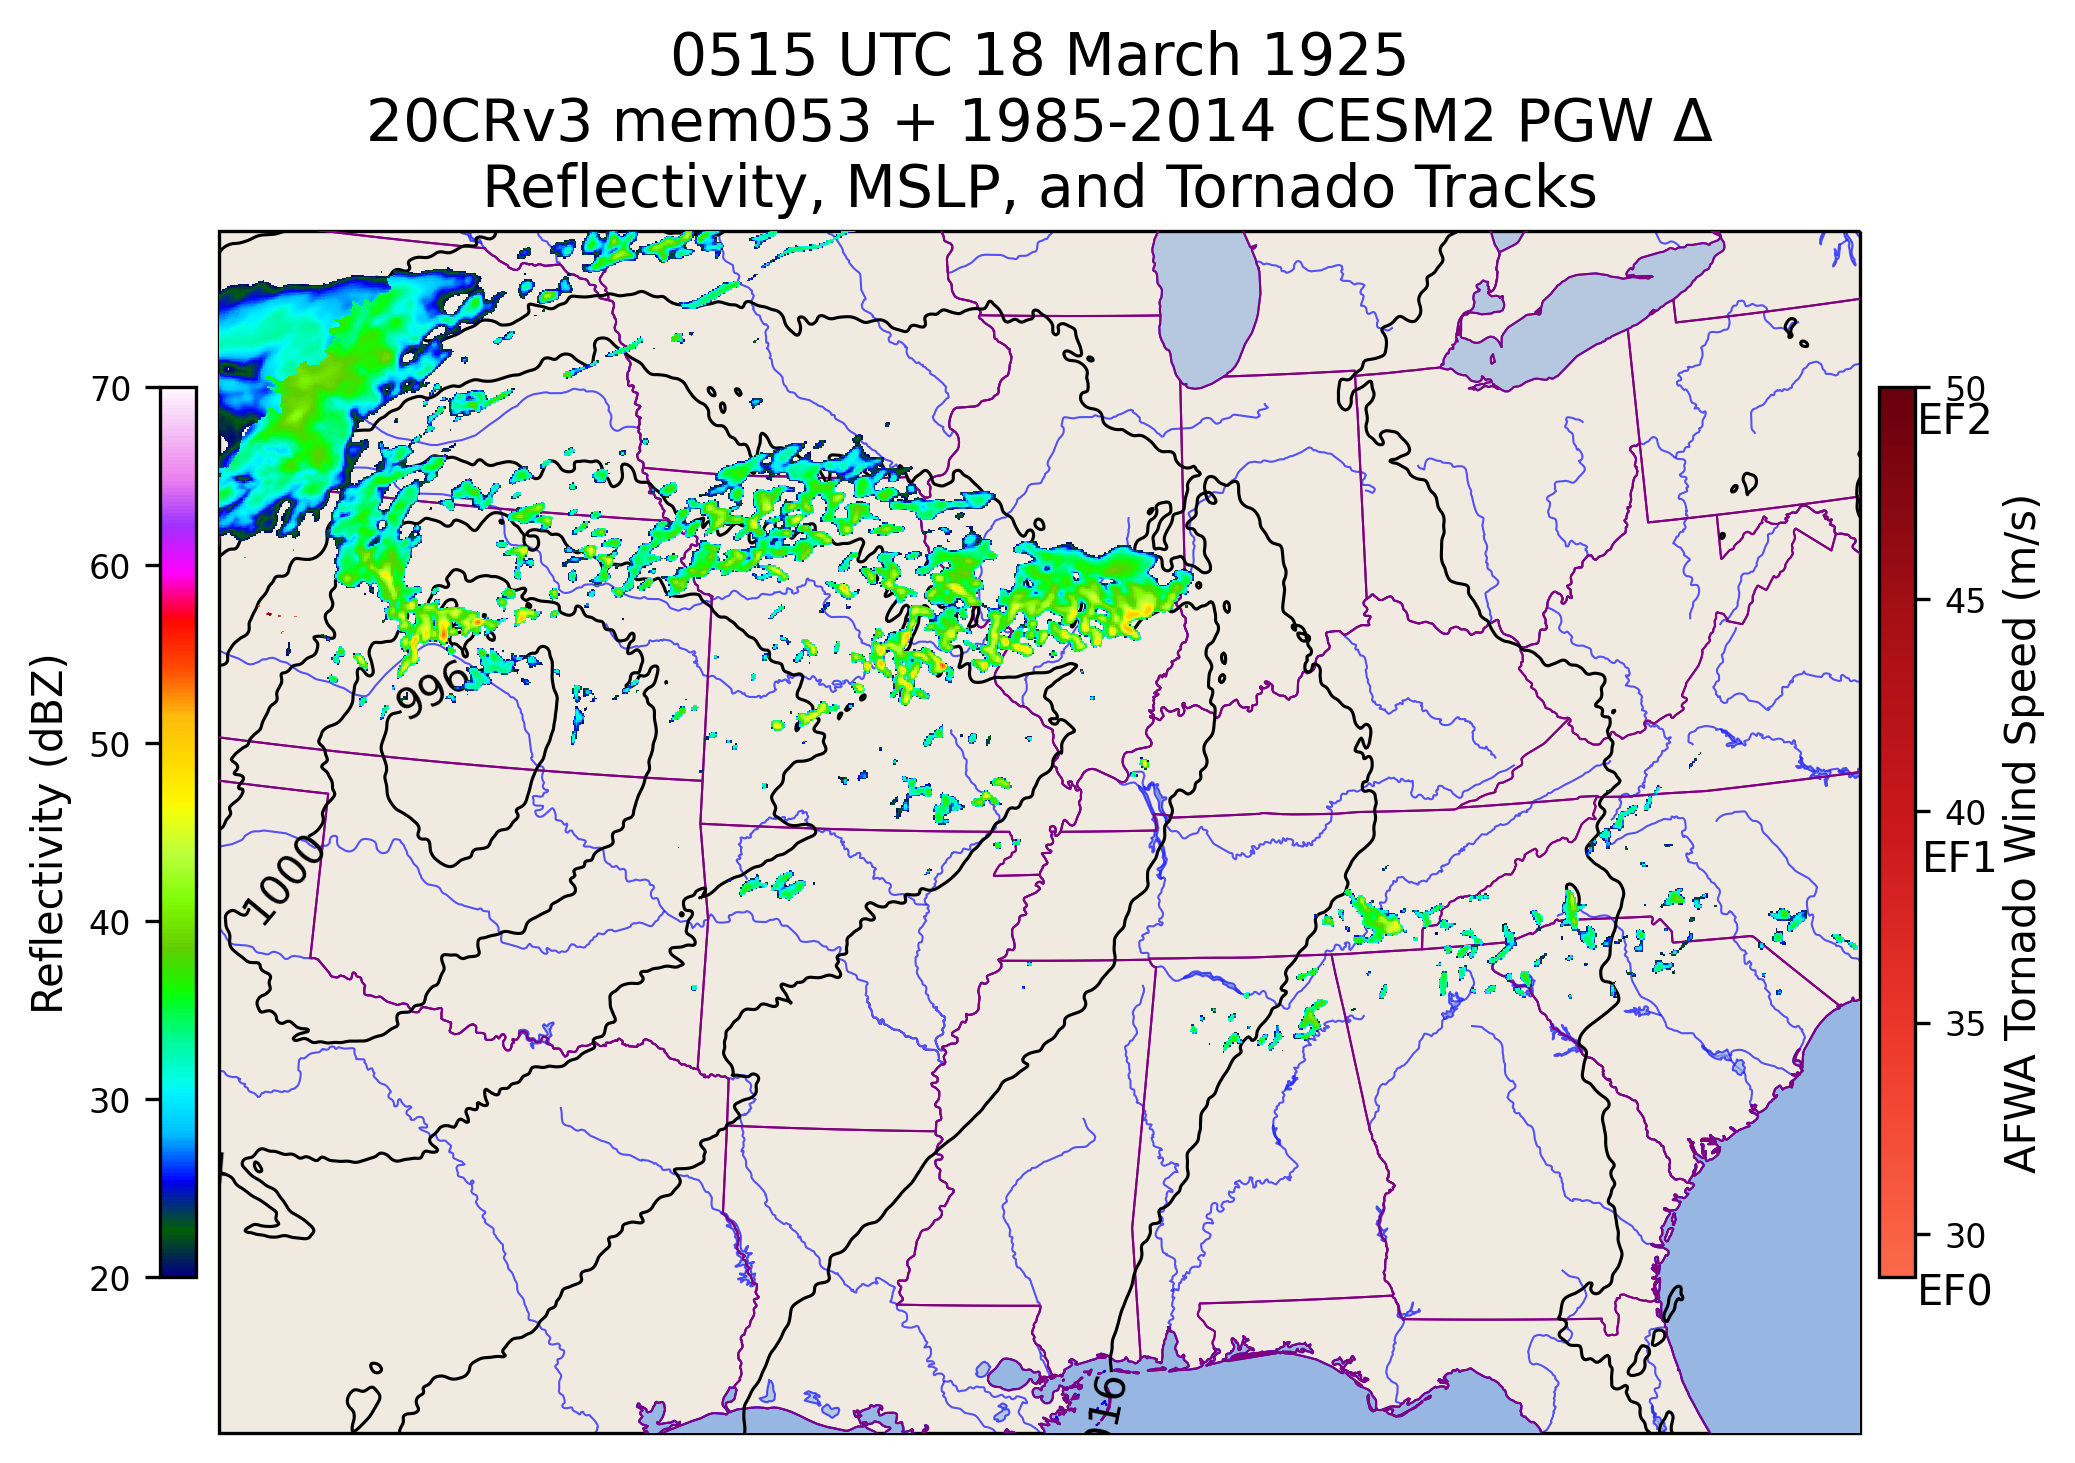 0515 UTC 18 March 1925
20CRv3 mem053 + 1985-2014 CESM2 PGW Δ
Reflectivity, MSLP, and Tornado Tracks
70
60
50
40
30
20
Reflectivity (dBZ)
996
1000
016
50
EF2
45
40
EF1
35
30
EF0
AFWA Tornado Wind Speed (m/s)